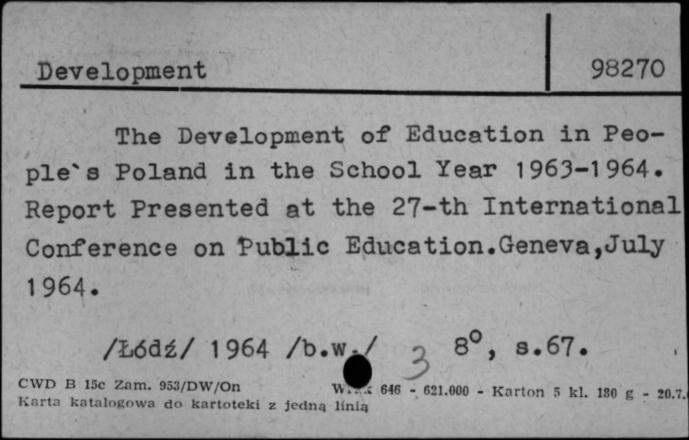 Development 98270
The Development of Education in Peo-
ple`s Poland in the School Year 1963-1964.
Report Presented at the 27-th International
Conference on Public Education.Geneva,July
1964.
/Łódź/ 1964 /b.w./ 3 8°, s.67.
CWD B 15c Zam. 953/DW/On 646 - 621.000 - Karton 5 kl. 180 g - 20.7.
Karta katalogowa do kartoteki z jedną linią